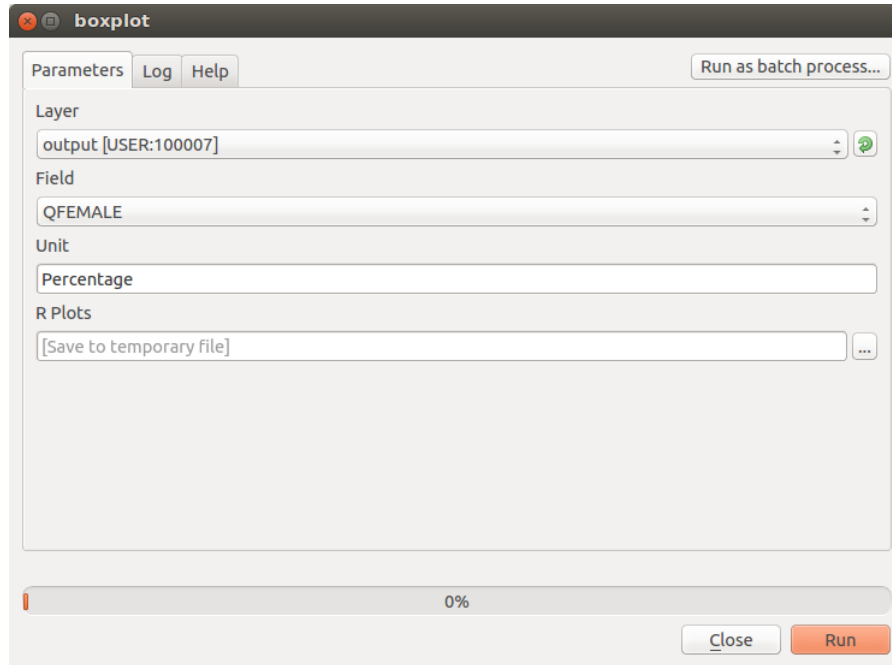 boxplot
Parameters Log Help Run as batch process...
Layer
output [USER:100007]
Field
QFEMALE
Unit
Percentage
R Plots
[Save to temporary file] ...
0%
Close Run